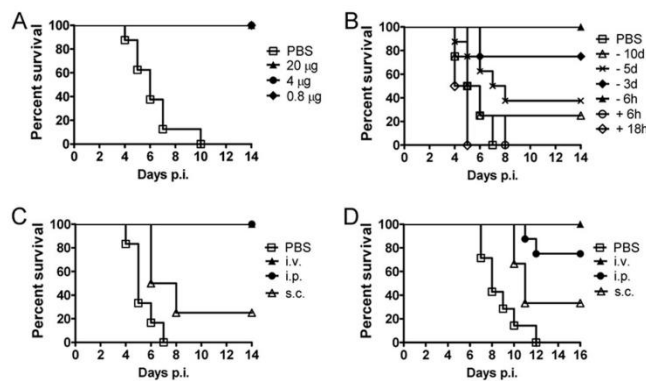 A
Percent survival
100
80
60
40
20
0
0 2 4 6 8 10 12 14
Days p.i.
PBS
20 μg
4 μg
0.8 μg
B
Percent survival
100
80
60
40
20
0
0 2 4 6 8 10 12 14
Days p.i.
PBS
- 10d
- 5d
- 3d
- 6h
+ 6h
+ 18h
C
Percent survival
100
80
60
40
20
0
0 2 4 6 8 10 12 14
Days p.i.
PBS
i.v.
i.p.
s.c.
D
Percent survival
100
80
60
40
20
0
0 2 4 6 8 10 12 14 16
Days p.i.
PBS
i.v.
i.p.
s.c.